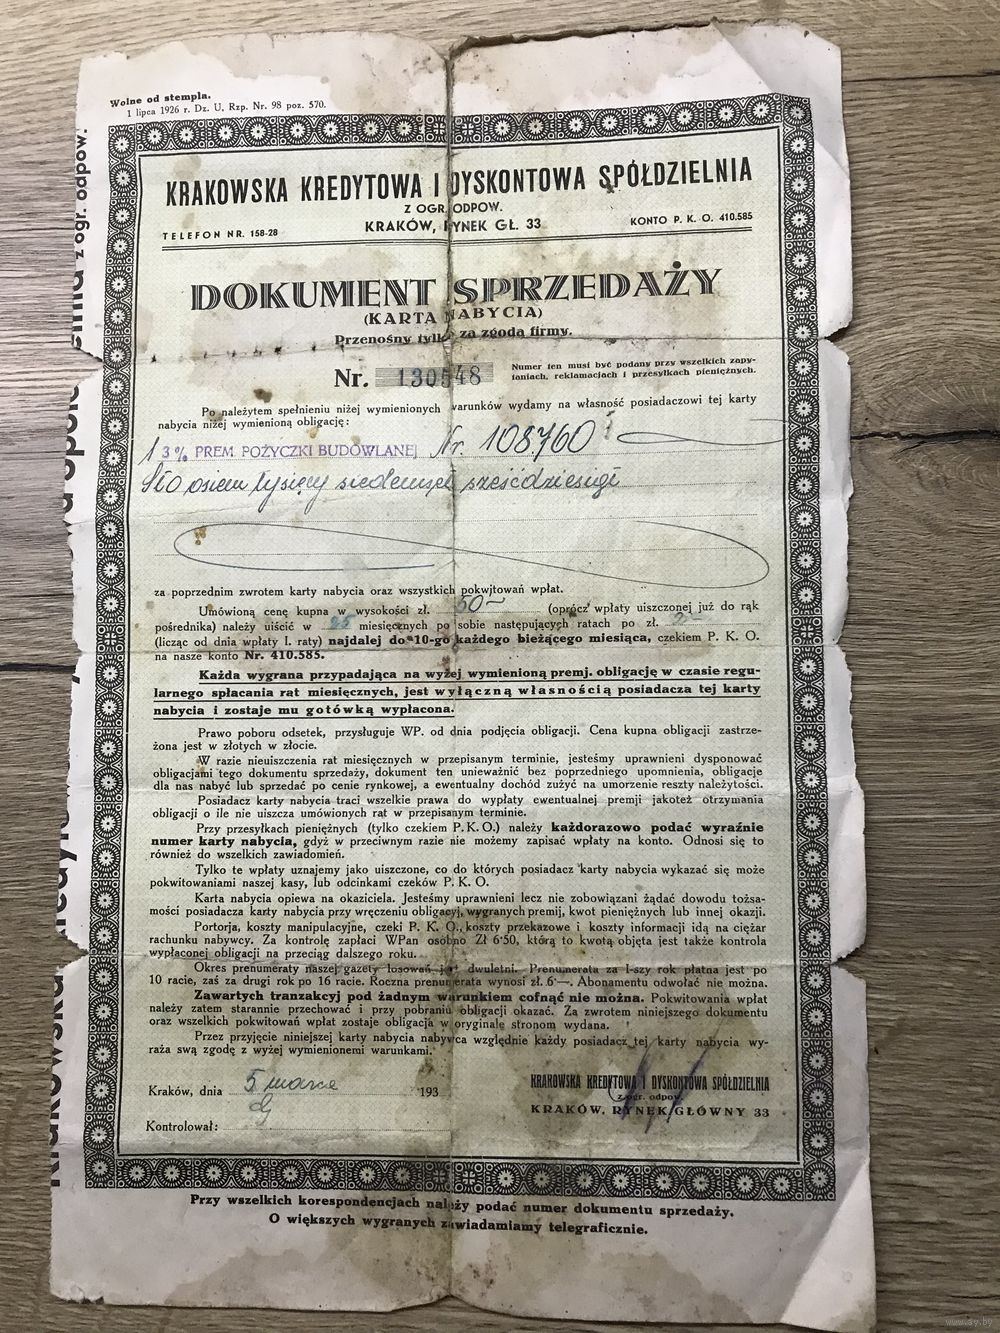 Wolne od stempla.
1 lipca 1926 r. Dz. U. Rzp. Nr. 98 poz. 570.
KRAKOWSKA KREDYTOWA I DYSKONTOWA SPÓŁDZIELNIA
Z OGR. ODPOW.
TELEFON NR. 158-28
KRAKÓW, RYNEK GŁ. 33
KONTO P. K. O. 410.585
DOKUMENT SPRZEDAŻY
(KARTA NABYCIA)
Przenośny tylko za zgodą firmy.
Nr. 130548
Numer ten musi być podany przy wszelkich zapy-
taniach, reklamacjach i przesyłkach pieniężnych.
Po należytem spełnieniu niżej wymienionych warunków wydamy na własność posiadaczowi tej karty
nabycia niżej wymienioną obligację:
1 3% PREM. POŻYCZKI BUDOWLANEJ Nr. 108760
Sto osiem tysięcy siedemset sześćdziesiąt
za poprzednim zwrotem karty nabycia oraz wszystkich pokwitowań wpłat.
Umówioną cenę kupna w wysokości zł. 50- (oprócz wpłaty uiszczonej już do rąk
pośrednika) należy uiścić w 25 miesięcznych po sobie następujących ratach po zł. 2-
(licząc od dnia wpłaty I. raty) najdalej do 10-go każdego bieżącego miesiąca, czekiem P. K. O.
na nasze konto Nr. 410.585.
Każda wygrana przypadająca na wyżej wymienioną premj. obligację w czasie regu-
larnego spłacania rat miesięcznych, jest wyłączną własnością posiadacza tej karty
nabycia i zostaje mu gotówką wypłacona.
Prawo poboru odsetek, przysługuje WP. od dnia podjęcia obligacji. Cena kupna obligacji zastrze-
żona jest w złotych w złocie.
W razie nieuiszczenia rat miesięcznych w przepisanym terminie, jesteśmy uprawnieni dysponować
obligacjami tego dokumentu sprzedaży, dokument ten unieważnić bez poprzedniego upomnienia, obligacje
dla nas nabyć lub sprzedać po cenie rynkowej, a ewentualny dochód zużyć na umorzenie reszty należytości.
Posiadacz karty nabycia traci wszelkie prawa do wypłaty ewentualnej premji jakoteż otrzymania
obligacji o ile nie uiszcza umówionych rat w przepisanym terminie.
Przy przesyłkach pieniężnych (tylko czekiem P. K. O.) należy każdorazowo podać wyraźnie
numer karty nabycia, gdyż w przeciwnym razie nie możemy zapisać wpłaty na konto. Odnosi się to
również do wszelkich zawiadomień.
Tylko te wpłaty uznajemy jako uiszczone, co do których posiadacz karty nabycia wykazać się może
pokwitowaniami naszej kasy, lub odcinkami czeków P. K. O.
Karta nabycia opiewa na okaziciela. Jesteśmy uprawnieni lecz nie zobowiązani żądać dowodu tożsa-
mości posiadacza karty nabycia przy wręczeniu obligacyj, wygranych premij, kwot pieniężnych lub innej okazji.
Portorja, koszty manipulacyjne, czeki P. K. O., koszty przekazowe i koszty informacji idą na ciężar
rachunku nabywcy. Za kontrolę zapłaci WPan osobno Zł 6·50, którą to kwotą objęta jest także kontrola
wypłaconej obligacji na przeciąg dalszego roku.
Okres prenumeraty naszej gazety losowań jest dwuletni. Prenumerata za I-szy rok płatna jest po
10 racie, zaś za drugi rok po 16 racie. Roczna prenumerata wynosi zł. 6·—. Abonamentu odwołać nie można.
Zawartych tranzakcyj pod żadnym warunkiem cofnąć nie można. Pokwitowania wpłat
należy zatem starannie przechować i przy pobraniu obligacji okazać. Za zwrotem niniejszego dokumentu
oraz wszelkich pokwitowań wpłat zostaje obligacja w oryginale stronom wydana.
Przez przyjęcie niniejszej karty nabycia nabywca względnie każdy posiadacz tej karty nabycia wy-
raża swą zgodę z wyżej wymienionemi warunkami.
Kraków, dnia 5 marca 193
KRAKOWSKA KREDYTOWA I DYSKONTOWA SPÓŁDZIELNIA
z ogr. odpow.
KRAKÓW, RYNEK GŁÓWNY 33
Kontrolował:
Przy wszelkich korespondencjach należy podać numer dokumentu sprzedaży.
O większych wygranych zawiadamiamy telegraficznie.
z ogr. odpow.
www.ay.by